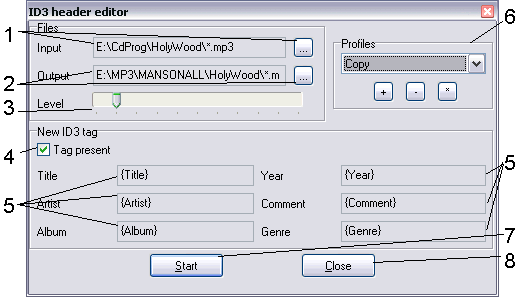 ID3 header editor
6
Files
1
Input E:\CdProg\HolyWood\*.mp3 ...
Profiles
Copy
2
Output E:\MP3\MANSONALL\HolyWood\*.m ...
+ - *
3
Level
New ID3 tag
4
Tag present
Title {Title} Year {Year}
5
5
Artist {Artist} Comment {Comment}
Album {Album} Genre {Genre}
7
Start Close
8